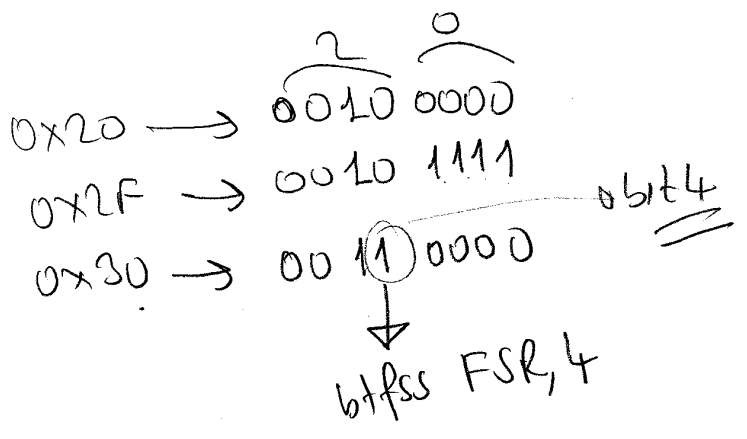 2 0
0x20 → 0010 0000
0x2F → 0010 1111
0x30 → 0011 0000
bit4
btfss FSR,4